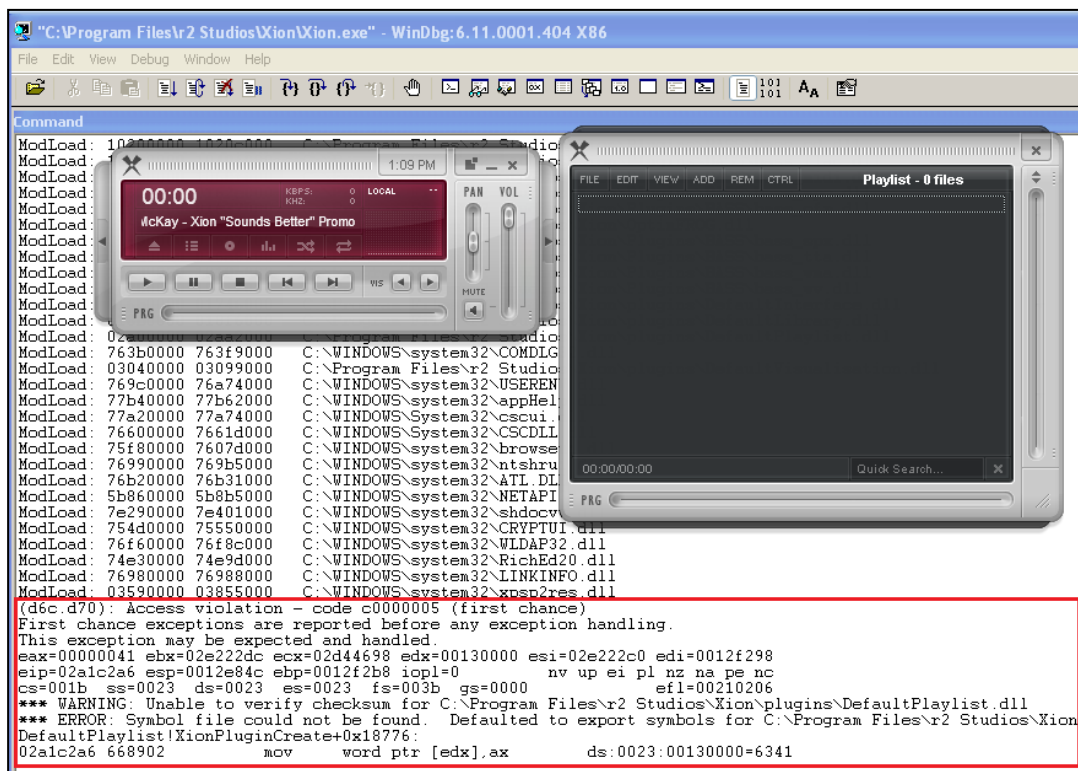 "C:\Program Files\r2 Studios\Xion\Xion.exe" - WinDbg:6.11.0001.404 X86
File Edit View Debug Window Help
Command
ModLoad: 10200000 1020c000 C:\Program Files\r2 Studio
ModLoad:
ModLoad:
ModLoad:
ModLoad:
ModLoad:
ModLoad:
ModLoad:
ModLoad:
ModLoad:
ModLoad:
ModLoad:
ModLoad: Program Files\r2 Studio
ModLoad: 763b0000 763f9000 C:\WINDOWS\system32\COMDLG
ModLoad: 03040000 03099000 C:\Program Files\r2 Studio
ModLoad: 769c0000 76a74000 C:\WINDOWS\system32\USEREN
ModLoad: 77b40000 77b62000 C:\WINDOWS\system32\appHel
ModLoad: 77a20000 77a74000 C:\WINDOWS\System32\cscui.
ModLoad: 76600000 7661d000 C:\WINDOWS\System32\CSCDLL
ModLoad: 75f80000 7607d000 C:\WINDOWS\system32\browse
ModLoad: 76990000 769b5000 C:\WINDOWS\system32\ntshru
ModLoad: 76b20000 76b31000 C:\WINDOWS\system32\ATL.DL
ModLoad: 5b860000 5b8b5000 C:\WINDOWS\system32\NETAPI
ModLoad: 7e290000 7e401000 C:\WINDOWS\system32\shdocv
ModLoad: 754d0000 75550000 C:\WINDOWS\system32\CRYPTUI.dll
ModLoad: 76f60000 76f8c000 C:\WINDOWS\system32\WLDAP32.dll
ModLoad: 74e30000 74e9d000 C:\WINDOWS\system32\RichEd20.dll
ModLoad: 76980000 76988000 C:\WINDOWS\system32\LINKINFO.dll
ModLoad: 03590000 03855000 C:\WINDOWS\system32\xpsp2res.dll
(d6c.d70): Access violation - code c0000005 (first chance)
First chance exceptions are reported before any exception handling.
This exception may be expected and handled.
eax=00000041 ebx=02e222dc ecx=02d44698 edx=00130000 esi=02e222c0 edi=0012f298
eip=02a1c2a6 esp=0012e84c ebp=0012f2b8 iopl=0 nv up ei pl nz na pe nc
cs=001b ss=0023 ds=0023 es=0023 fs=003b gs=0000 efl=00210206
*** WARNING: Unable to verify checksum for C:\Program Files\r2 Studios\Xion\plugins\DefaultPlaylist.dll
*** ERROR: Symbol file could not be found. Defaulted to export symbols for C:\Program Files\r2 Studios\Xion
DefaultPlaylist!XionPluginCreate+0x18776:
02a1c2a6 668902 mov word ptr [edx],ax ds:0023:00130000=6341
1:09 PM
00:00
KBPS: 0 LOCAL --
KHZ: 0
McKay - Xion "Sounds Better" Promo
PAN VOL
VIS
MUTE
PRG
FILE EDIT VIEW ADD REM CTRL Playlist - 0 files
00:00/00:00 Quick Search...
PRG